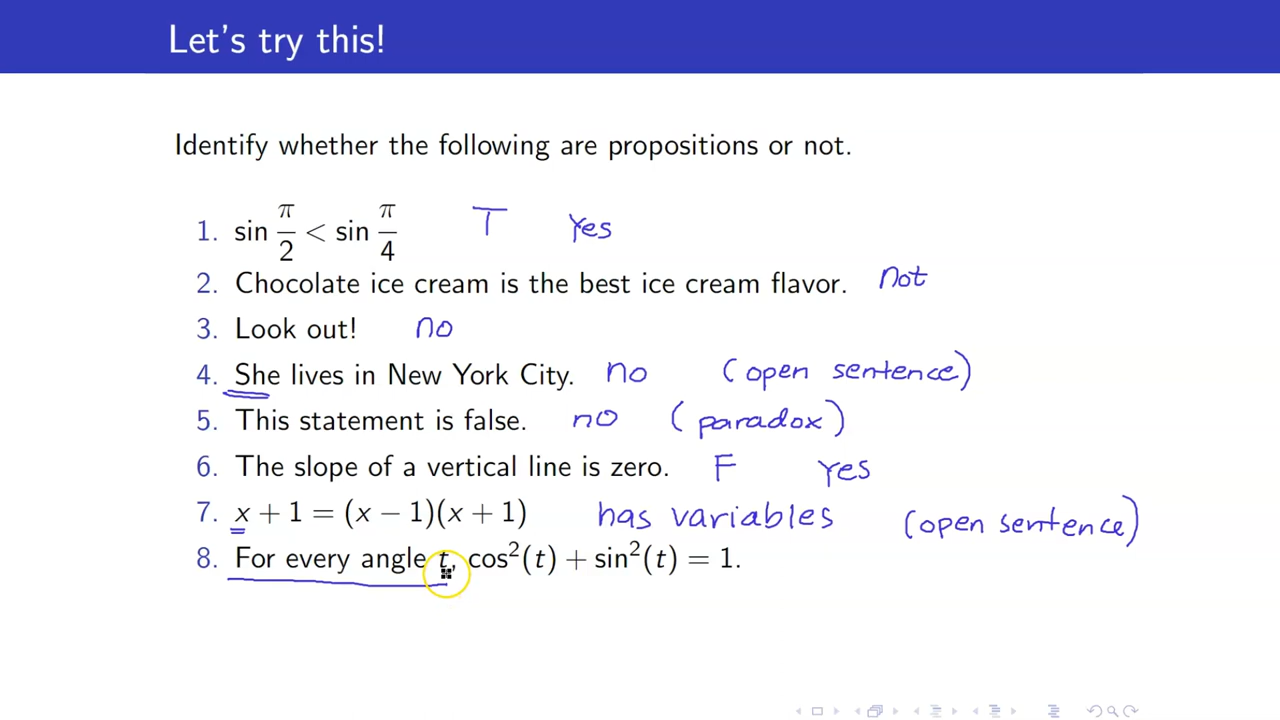 Let's try this!
Identify whether the following are propositions or not.
1. sin π/2 < sin π/4 T Yes
2. Chocolate ice cream is the best ice cream flavor. not
3. Look out! no
4. She lives in New York City. no (open sentence)
5. This statement is false. no (paradox)
6. The slope of a vertical line is zero. F Yes
7. x + 1 = (x − 1)(x + 1) has variables (open sentence)
8. For every angle t, cos²(t) + sin²(t) = 1.